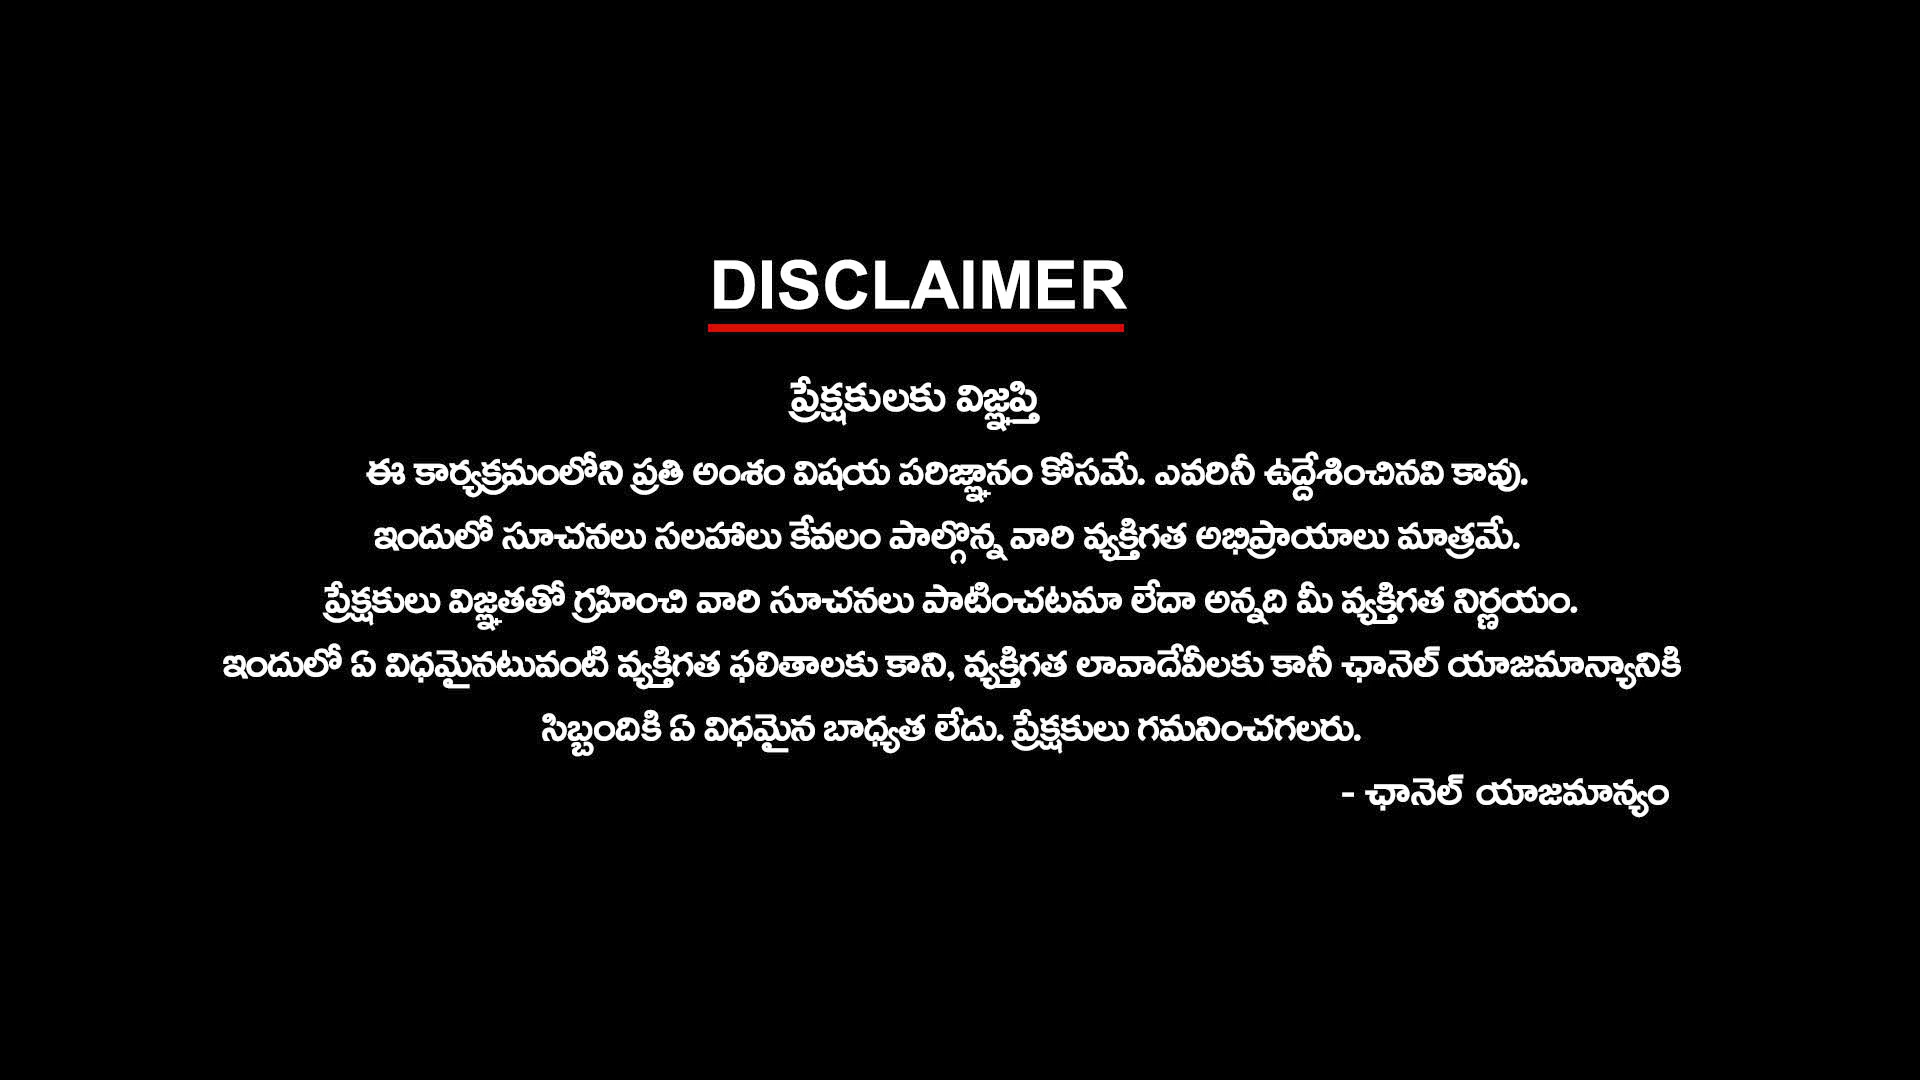 DISCLAIMER
ప్రేక్షకులకు విజ్ఞప్తి
ఈ కార్యక్రమంలోని ప్రతి అంశం విషయ పరిజ్ఞానం కోసమే. ఎవరినీ ఉద్దేశించినవి కావు.
ఇందులో సూచనలు సలహాలు కేవలం పాల్గొన్న వారి వ్యక్తిగత అభిప్రాయాలు మాత్రమే.
ప్రేక్షకులు విజ్ఞతతో గ్రహించి వారి సూచనలు పాటించటమా లేదా అన్నది మీ వ్యక్తిగత నిర్ణయం.
ఇందులో ఏ విధమైనటువంటి వ్యక్తిగత ఫలితాలకు కాని, వ్యక్తిగత లావాదేవీలకు కానీ ఛానెల్ యాజమాన్యానికి
సిబ్బందికి ఏ విధమైన బాధ్యత లేదు. ప్రేక్షకులు గమనించగలరు.
- ఛానెల్ యాజమాన్యం